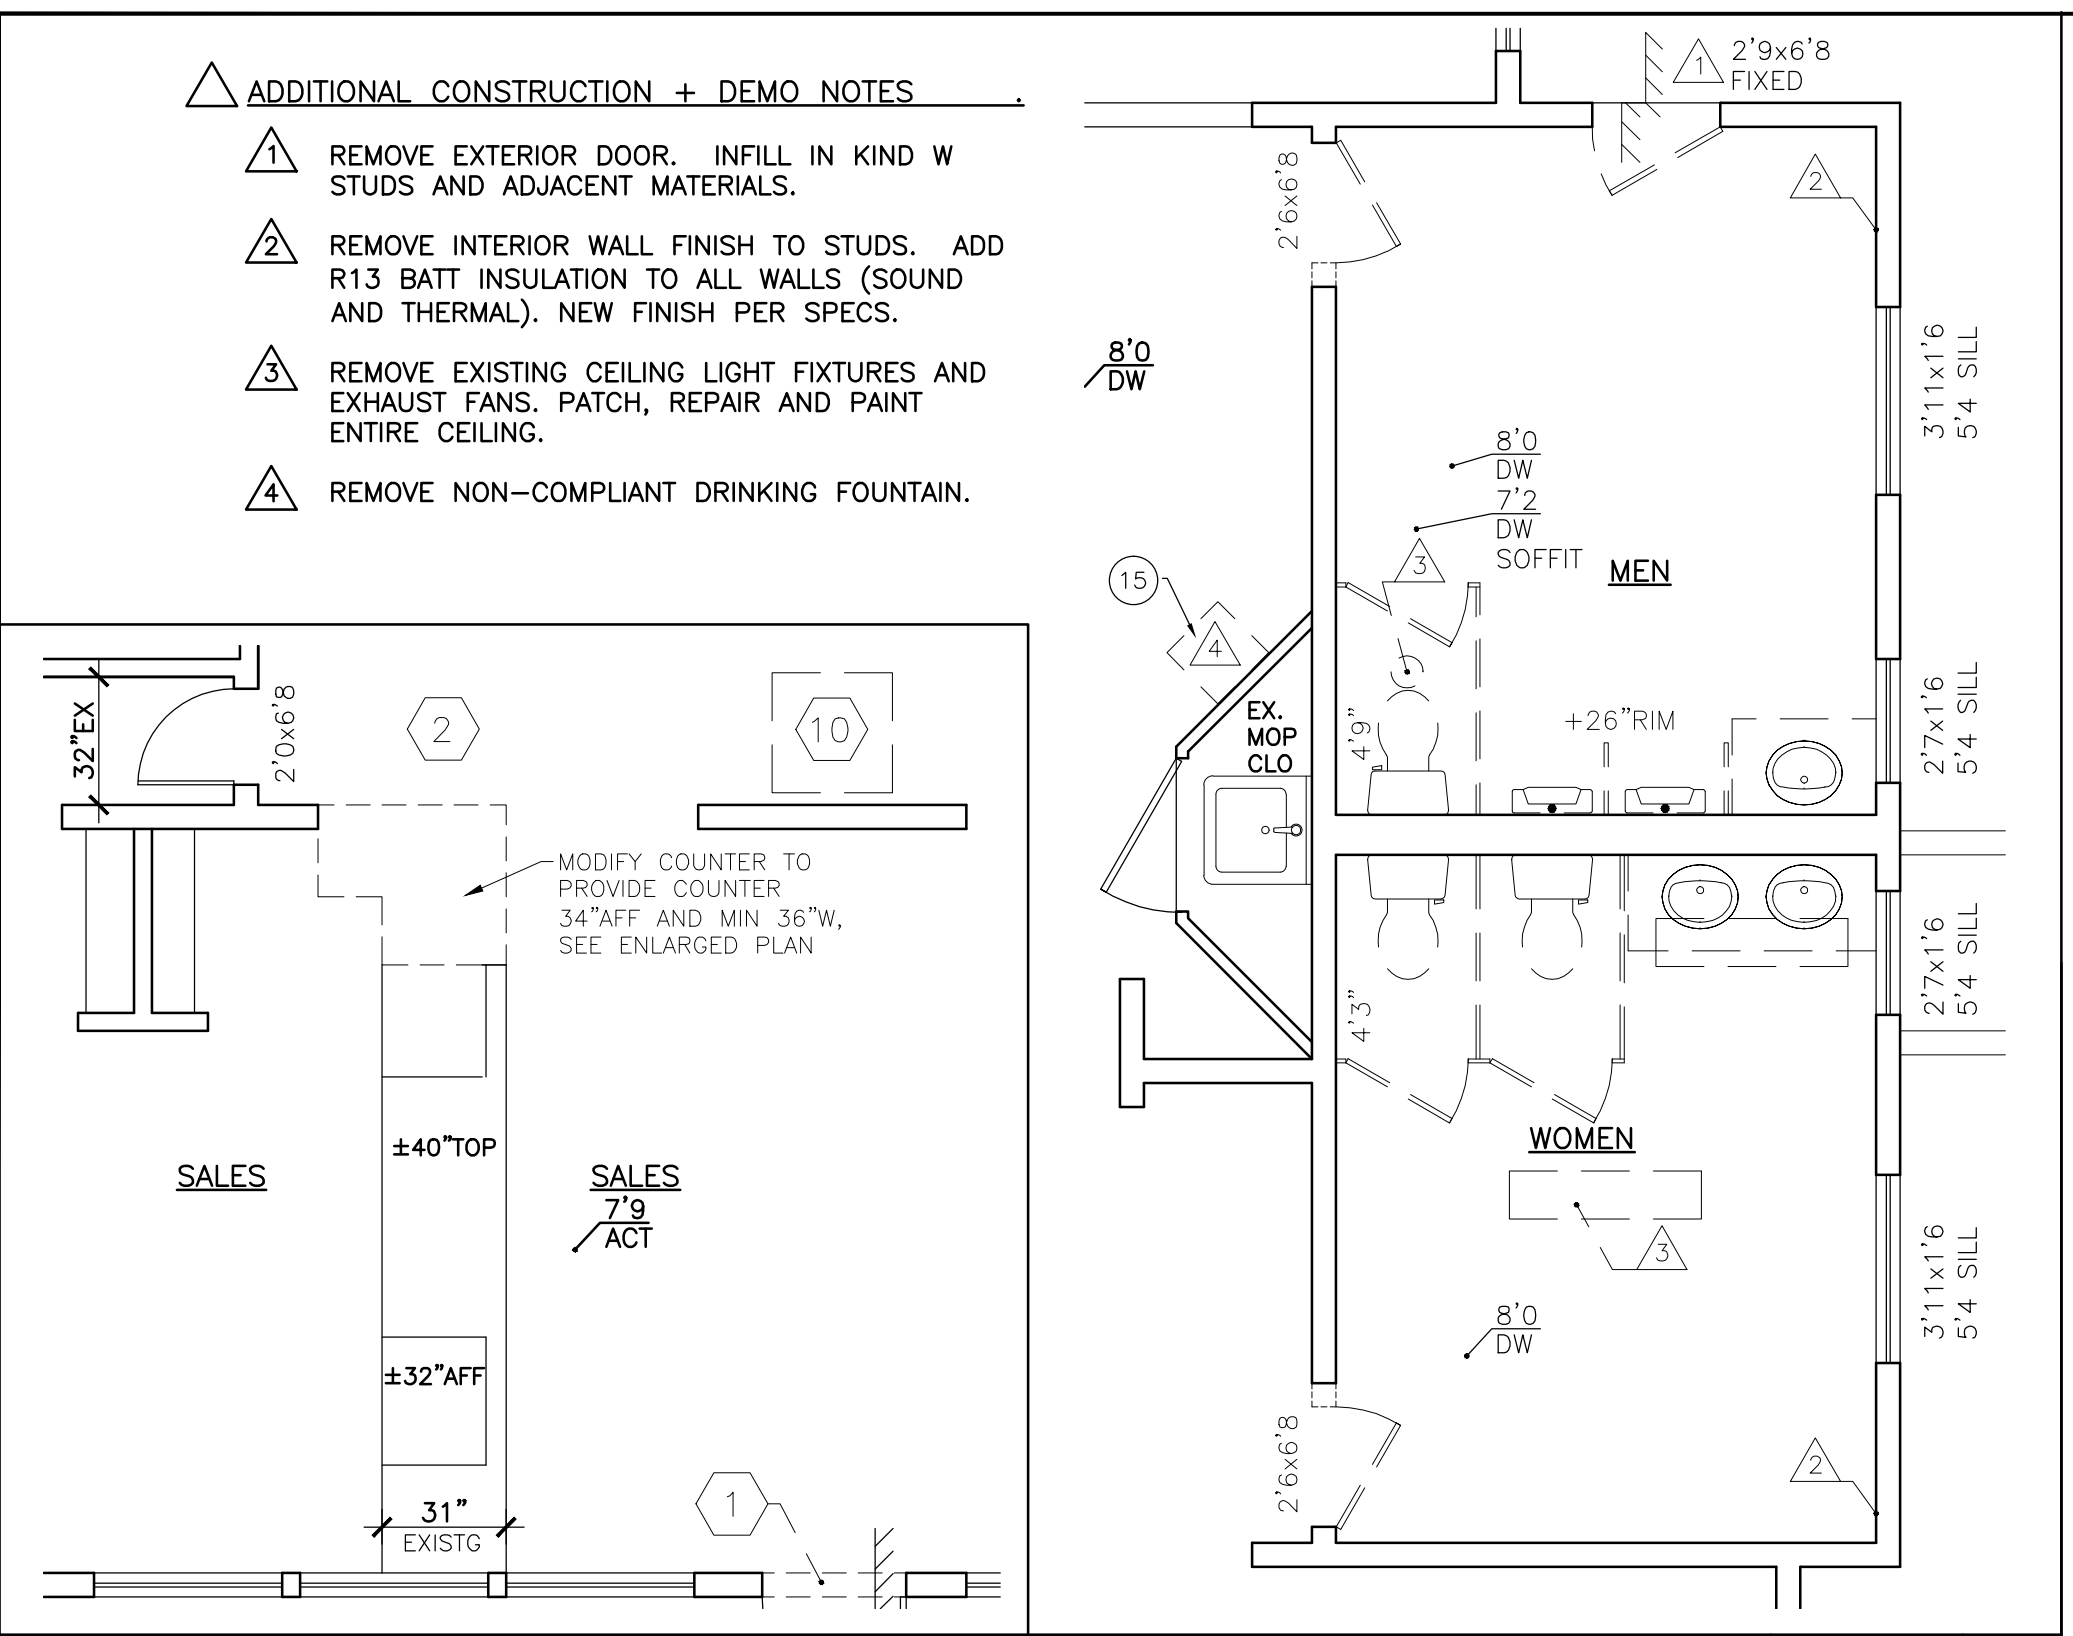 ADDITIONAL CONSTRUCTION + DEMO NOTES .
1 REMOVE EXTERIOR DOOR. INFILL IN KIND W
STUDS AND ADJACENT MATERIALS.
2 REMOVE INTERIOR WALL FINISH TO STUDS. ADD
R13 BATT INSULATION TO ALL WALLS (SOUND
AND THERMAL). NEW FINISH PER SPECS.
3 REMOVE EXISTING CEILING LIGHT FIXTURES AND
EXHAUST FANS. PATCH, REPAIR AND PAINT
ENTIRE CEILING.
4 REMOVE NON-COMPLIANT DRINKING FOUNTAIN.
32"EX
2'0x6'8
2
10
MODIFY COUNTER TO
PROVIDE COUNTER
34"AFF AND MIN 36"W,
SEE ENLARGED PLAN
±40"TOP
SALES
SALES
7'9
ACT
±32"AFF
31"
EXISTG
1
1
2'9x6'8
FIXED
2'6x6'8
2
8'0
DW
3'11x1'6
5'4 SILL
8'0
DW
7'2
DW
SOFFIT
3
MEN
15
4
EX.
MOP
CLO
4'9"
+26"RIM
2'7x1'6
5'4 SILL
4'3"
2'7x1'6
5'4 SILL
WOMEN
3
3'11x1'6
5'4 SILL
8'0
DW
2'6x6'8
2